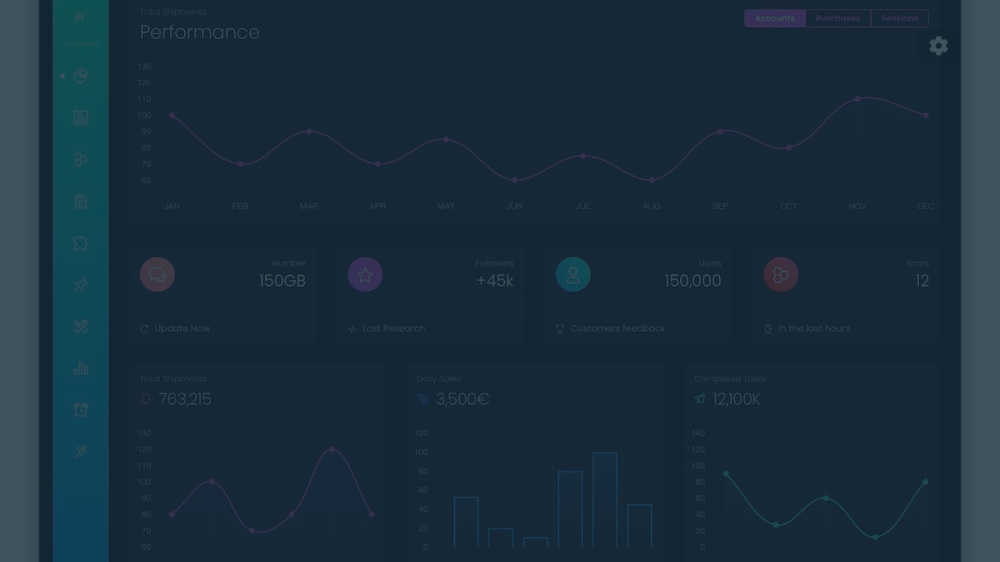 PI
Total Shipments
Performance
Accounts Purchases Sessions
130
120
110
100
90
80
70
60
JAN FEB MAR APR MAY JUN JUL AUG SEP OCT NOV DEC
Number
150GB
Update Now
Followers
+45k
Last Research
Users
150,000
Customers feedback
Errors
12
In the last hours
Total Shipments
763,215
130
120
110
100
90
80
70
60
Daily Sales
3,500€
120
100
80
60
40
20
0
Completed Tasks
12,100K
140
120
100
80
60
40
20
0